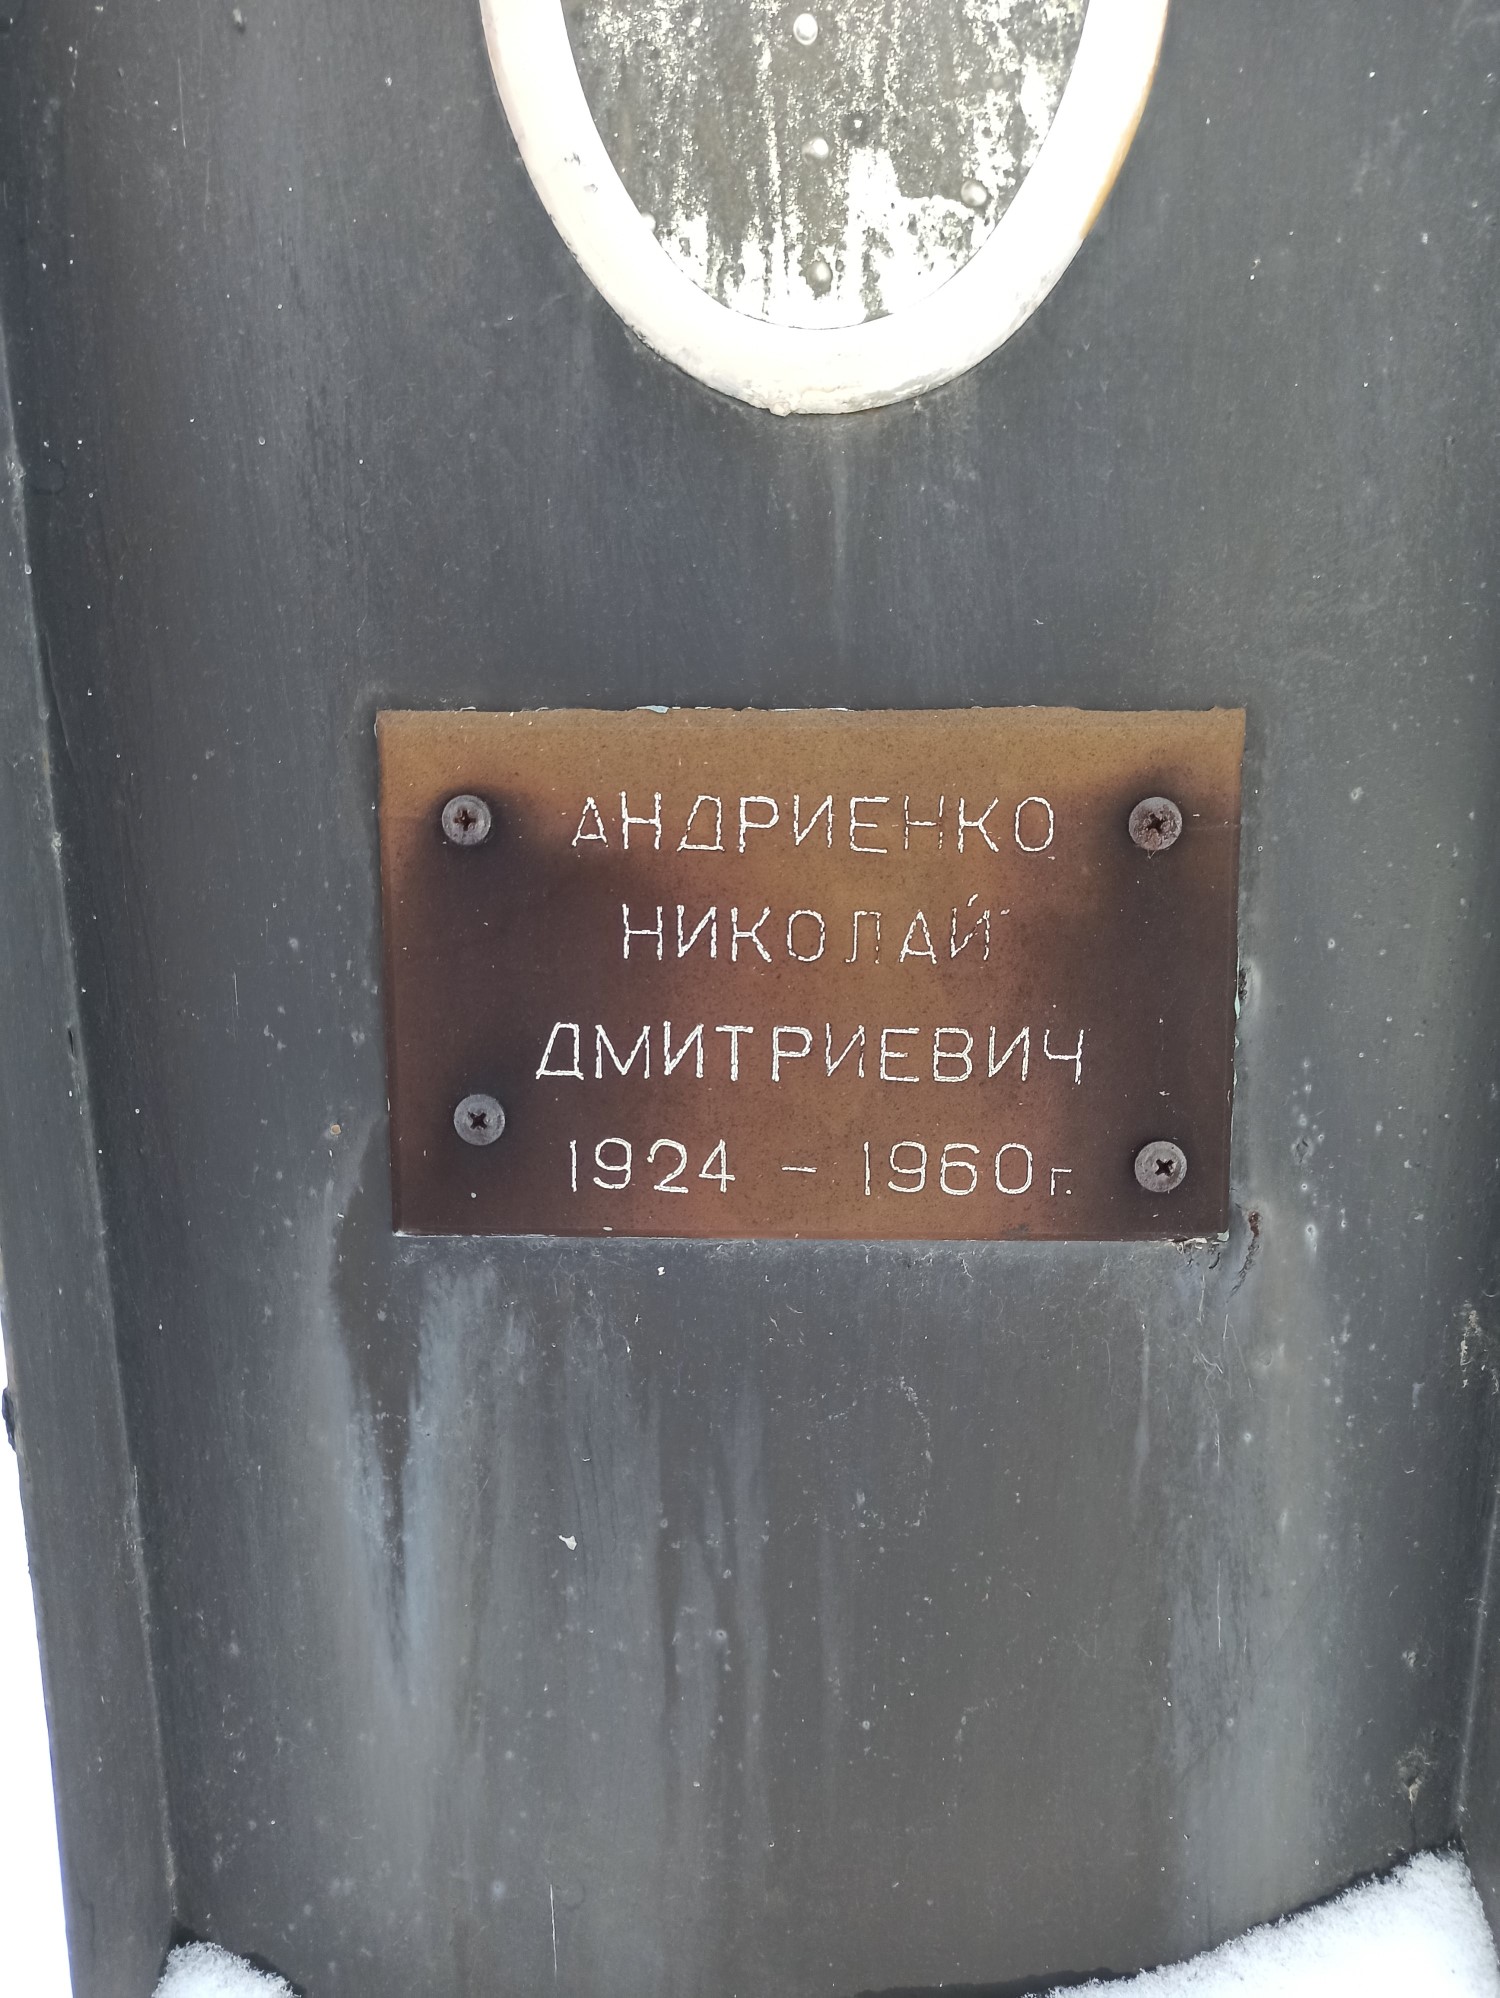 АНДРИЕНКО
НИКОЛАЙ
ДМИТРИЕВИЧ
1924 - 1960г.